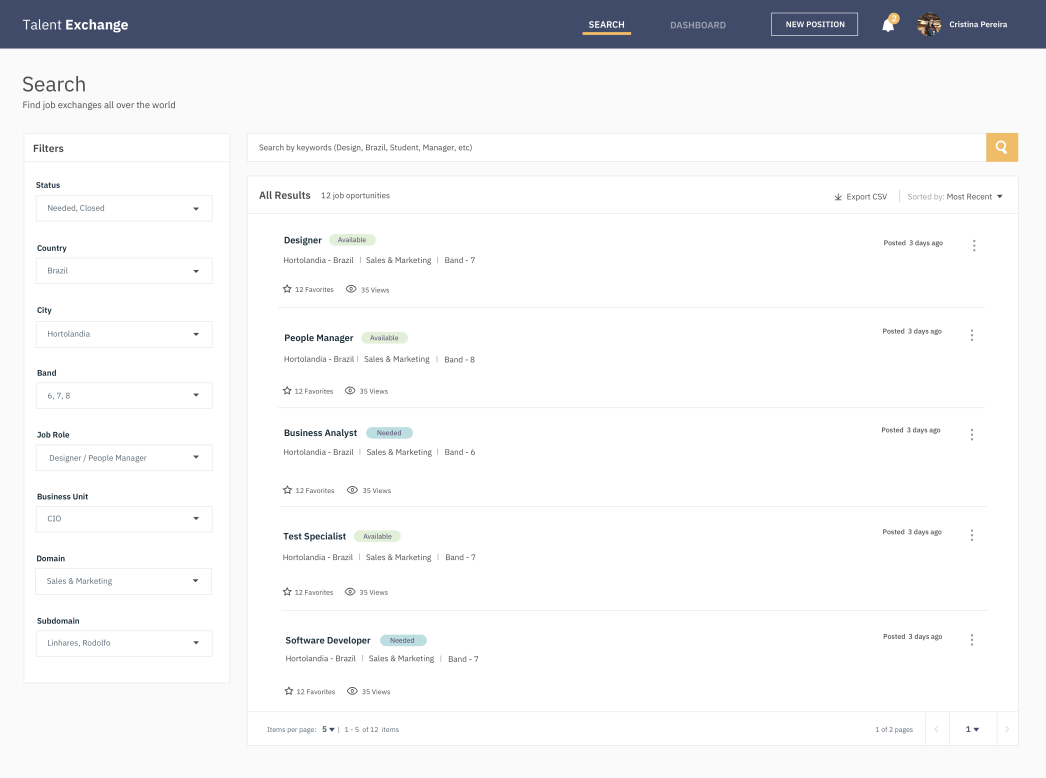 Talent Exchange
SEARCH
DASHBOARD
NEW POSITION
2
Cristina Pereira
Search
Find job exchanges all over the world
Filters
Status
Needed, Closed
Country
Brazil
City
Hortolandia
Band
6, 7, 8
Job Role
Designer / People Manager
Business Unit
CIO
Domain
Sales & Marketing
Subdomain
Linhares, Rodolfo
Search by keywords (Design, Brazil, Student, Manager, etc)
All Results 12 job oportunities
Export CSV
Sorted by: Most Recent
Designer Available
Posted 3 days ago
Hortolandia - Brazil | Sales & Marketing | Band - 7
12 Favorites 35 Views
People Manager Available
Posted 3 days ago
Hortolandia - Brazil | Sales & Marketing | Band - 8
12 Favorites 35 Views
Business Analyst Needed
Posted 3 days ago
Hortolandia - Brazil | Sales & Marketing | Band - 6
12 Favorites 35 Views
Test Specialist Available
Posted 3 days ago
Hortolandia - Brazil | Sales & Marketing | Band - 7
12 Favorites 35 Views
Software Developer Needed
Posted 3 days ago
Hortolandia - Brazil | Sales & Marketing | Band - 7
12 Favorites 35 Views
Items per page: 5 | 1 - 5 of 12 items
1 of 2 pages
1